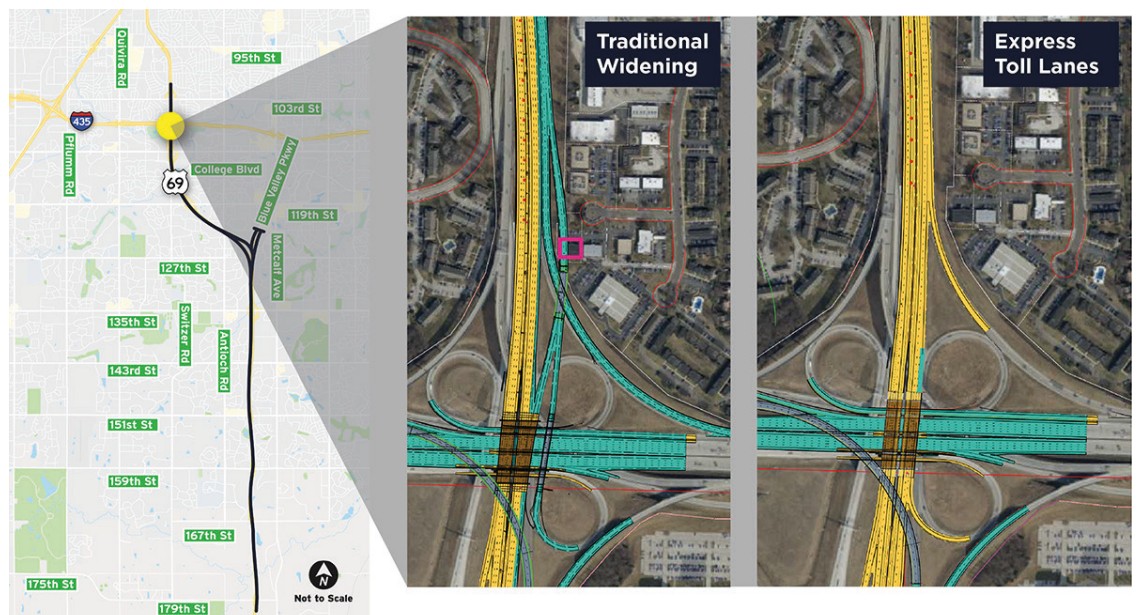 Quivira Rd
95th St
435
103rd St
Pflumm Rd
College Blvd
69
Blue Valley Pkwy
119th St
Metcalf Ave
127th St
135th St
Switzer Rd
Antioch Rd
143rd St
151st St
159th St
167th St
175th St
179th St
N
Not to Scale
Traditional
Widening
Express
Toll Lanes